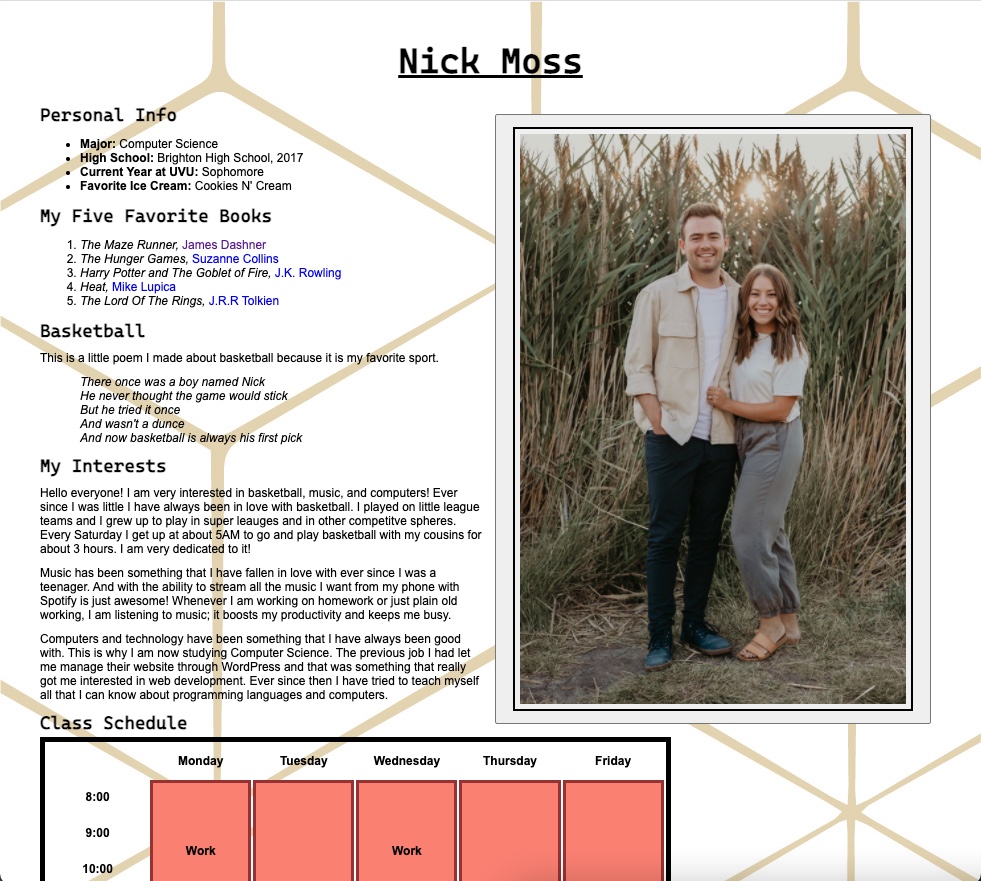 Nick Moss
Personal Info
Major: Computer Science
High School: Brighton High School, 2017
Current Year at UVU: Sophomore
Favorite Ice Cream: Cookies N' Cream
My Five Favorite Books
1. The Maze Runner, James Dashner
2. The Hunger Games, Suzanne Collins
3. Harry Potter and The Goblet of Fire, J.K. Rowling
4. Heat, Mike Lupica
5. The Lord Of The Rings, J.R.R Tolkien
Basketball
This is a little poem I made about basketball because it is my favorite sport.
There once was a boy named Nick
He never thought the game would stick
But he tried it once
And wasn't a dunce
And now basketball is always his first pick
My Interests
Hello everyone! I am very interested in basketball, music, and computers! Ever
since I was little I have always been in love with basketball. I played on little league
teams and I grew up to play in super leauges and in other competitve spheres.
Every Saturday I get up at about 5AM to go and play basketball with my cousins for
about 3 hours. I am very dedicated to it!
Music has been something that I have fallen in love with ever since I was a
teenager. And with the ability to stream all the music I want from my phone with
Spotify is just awesome! Whenever I am working on homework or just plain old
working, I am listening to music; it boosts my productivity and keeps me busy.
Computers and technology have been something that I have always been good
with. This is why I am now studying Computer Science. The previous job I had let
me manage their website through WordPress and that was something that really
got me interested in web development. Ever since then I have tried to teach myself
all that I can know about programming languages and computers.
Class Schedule
Monday Tuesday Wednesday Thursday Friday
8:00
9:00
Work Work
10:00